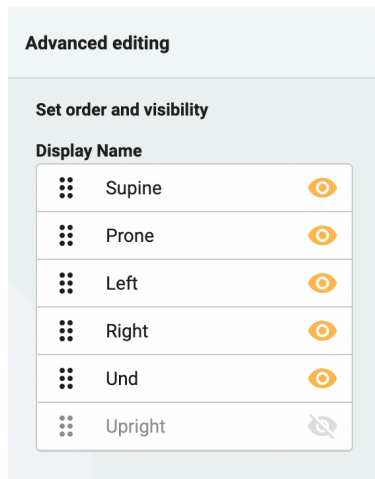 Advanced editing
Set order and visibility
Display Name
Supine
Prone
Left
Right
Und
Upright